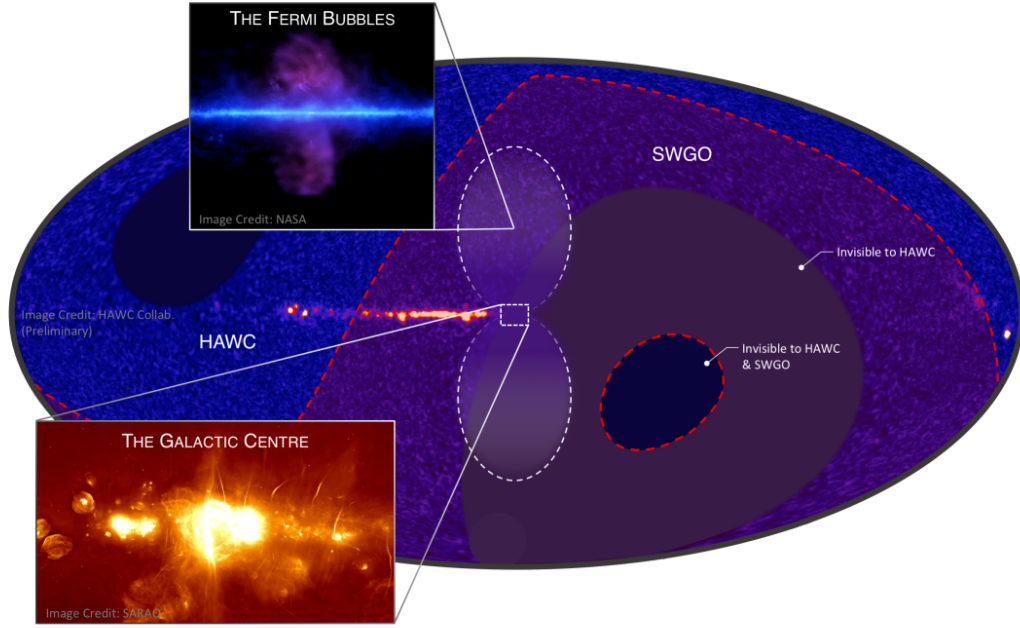 THE FERMI BUBBLES
Image Credit: NASA
SWGO
Invisible to HAWC
Image Credit: HAWC Collab.
(Preliminary)
HAWC
Invisible to HAWC
& SWGO
THE GALACTIC CENTRE
Image Credit: SARAO